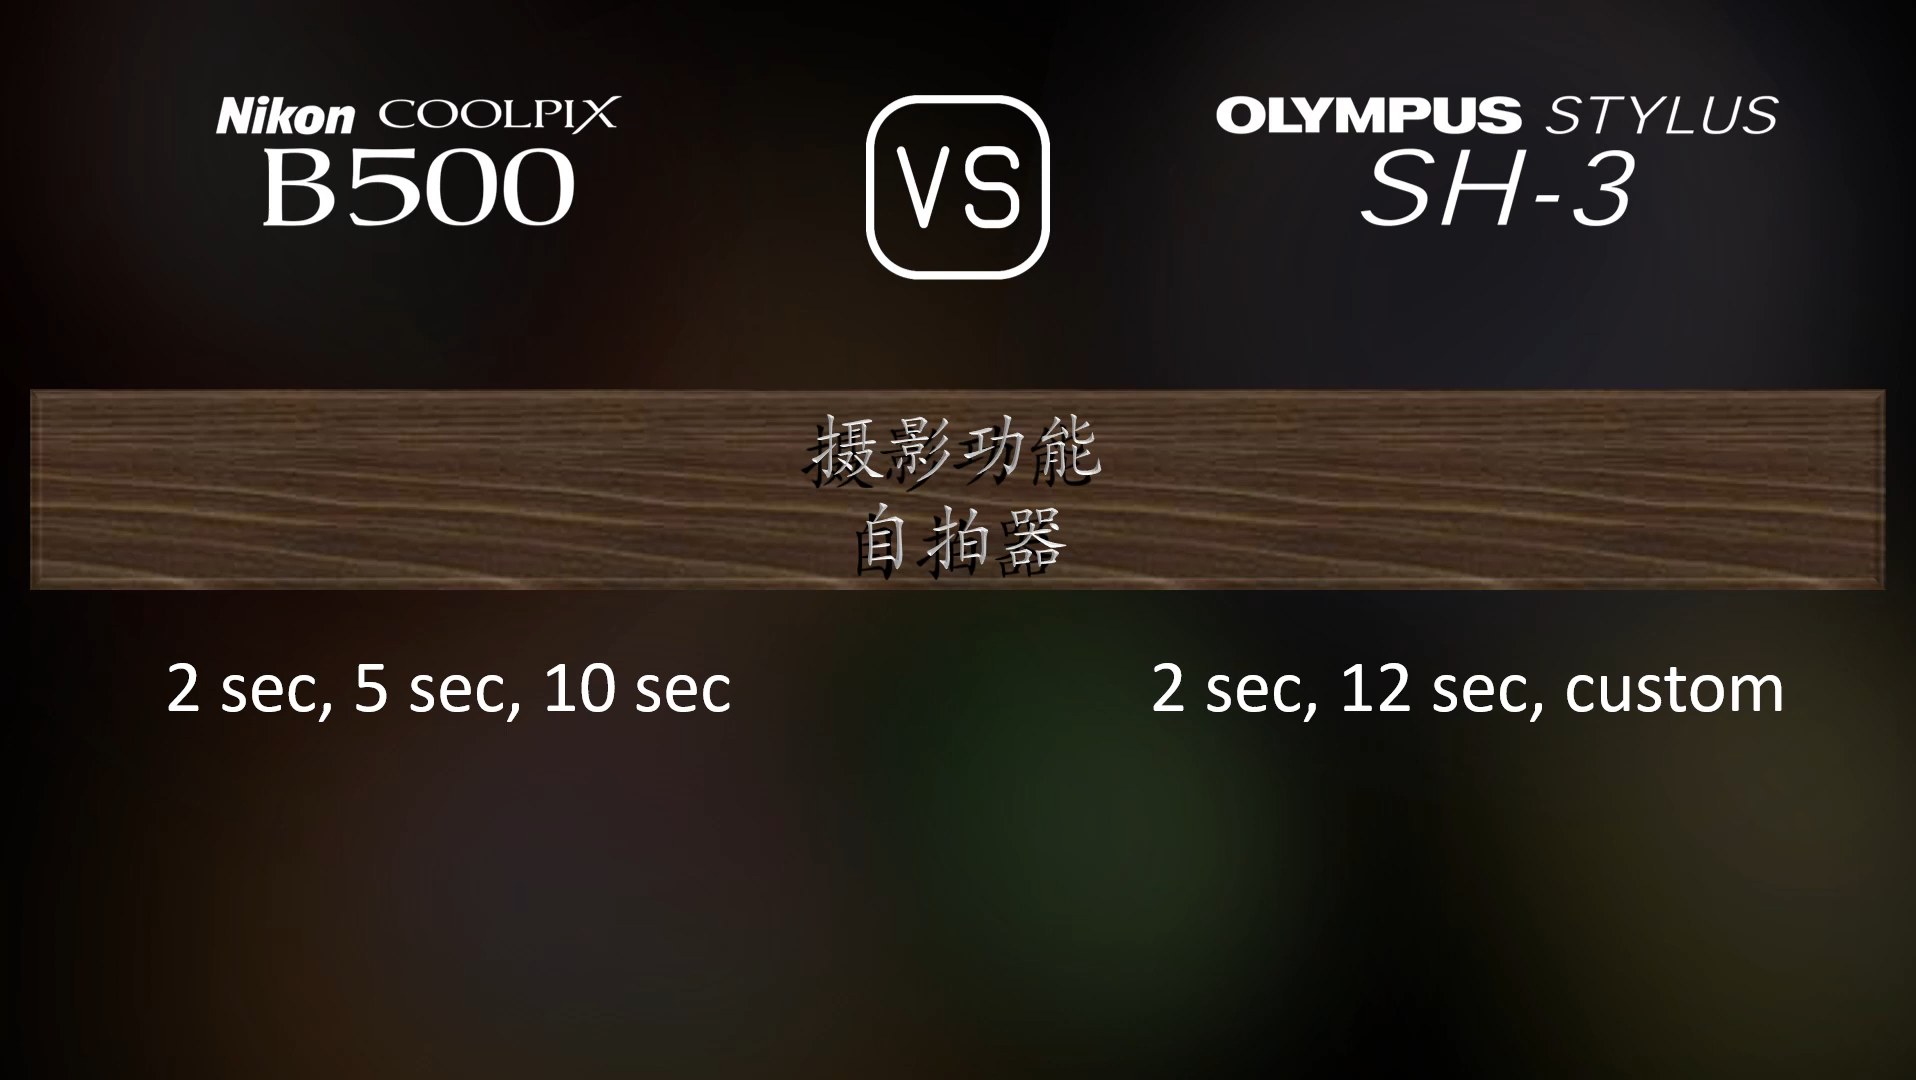 Nikon COOLPIX
B500
VS
OLYMPUS STYLUS
SH-3
摄影功能
自拍器
2 sec, 5 sec, 10 sec
2 sec, 12 sec, custom